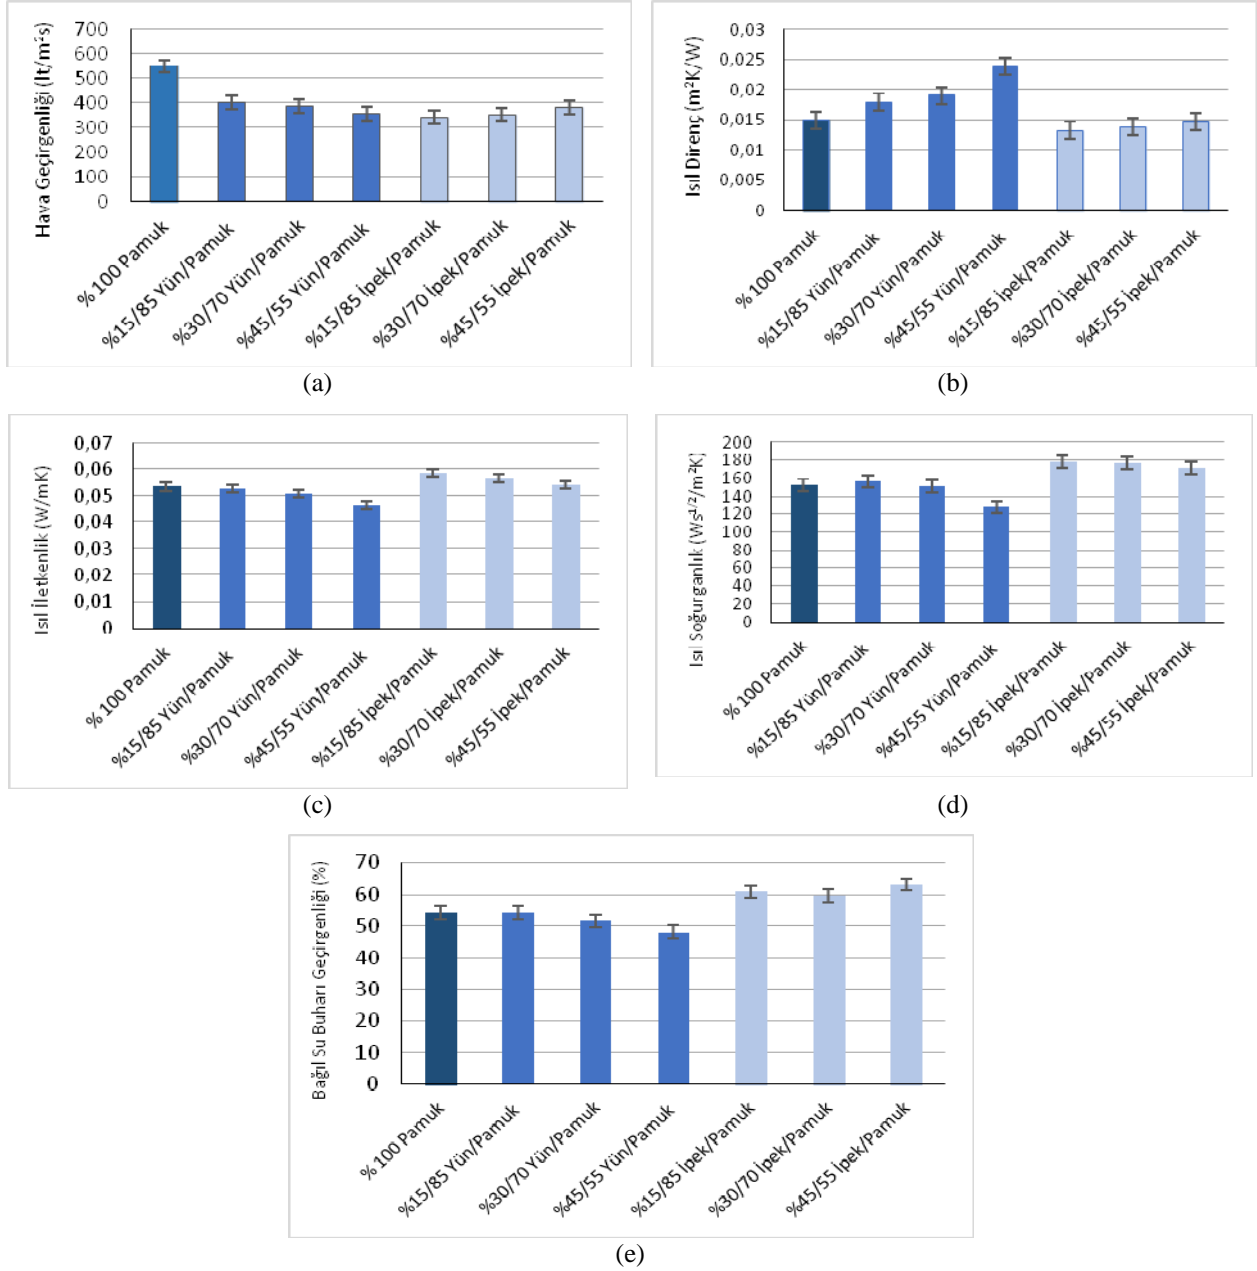 Hava Geçirgenliği (lt/m²s)
700
600
500
400
300
200
100
0
% 100 Pamuk
%15/85 Yün/Pamuk
%30/70 Yün/Pamuk
%45/55 Yün/Pamuk
%15/85 İpek/Pamuk
%30/70 İpek/Pamuk
%45/55 İpek/Pamuk
(a)
Isıl Direnç (m²K/W)
0,03
0,025
0,02
0,015
0,01
0,005
0
% 100 Pamuk
%15/85 Yün/Pamuk
%30/70 Yün/Pamuk
%45/55 Yün/Pamuk
%15/85 İpek/Pamuk
%30/70 İpek/Pamuk
%45/55 İpek/Pamuk
(b)
Isıl İletkenlik (W/mK)
0,07
0,06
0,05
0,04
0,03
0,02
0,01
0
% 100 Pamuk
%15/85 Yün/Pamuk
%30/70 Yün/Pamuk
%45/55 Yün/Pamuk
%15/85 İpek/Pamuk
%30/70 İpek/Pamuk
%45/55 İpek/Pamuk
(c)
Isıl Soğurganlık (Ws¹/²/m²K)
200
180
160
140
120
100
80
60
40
20
0
% 100 Pamuk
%15/85 Yün/Pamuk
%30/70 Yün/Pamuk
%45/55 Yün/Pamuk
%15/85 İpek/Pamuk
%30/70 İpek/Pamuk
%45/55 İpek/Pamuk
(d)
Bağıl Su Buharı Geçirgenliği (%)
70
60
50
40
30
20
10
0
% 100 Pamuk
%15/85 Yün/Pamuk
%30/70 Yün/Pamuk
%45/55 Yün/Pamuk
%15/85 İpek/Pamuk
%30/70 İpek/Pamuk
%45/55 İpek/Pamuk
(e)